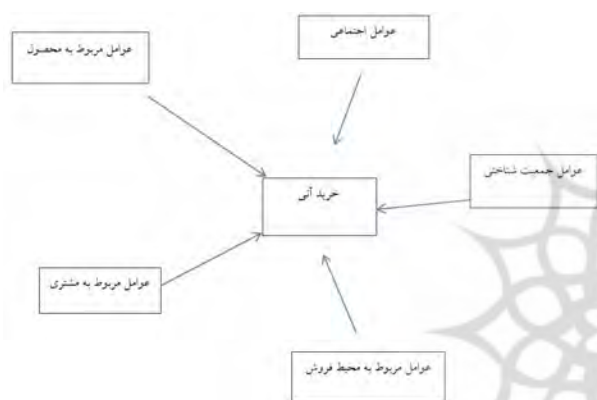 عوامل اجتماعی
عوامل مربوط به محصول
عوامل جمعیت شناختی
خرید آنی
عوامل مربوط به مشتری
عوامل مربوط به محیط فروش